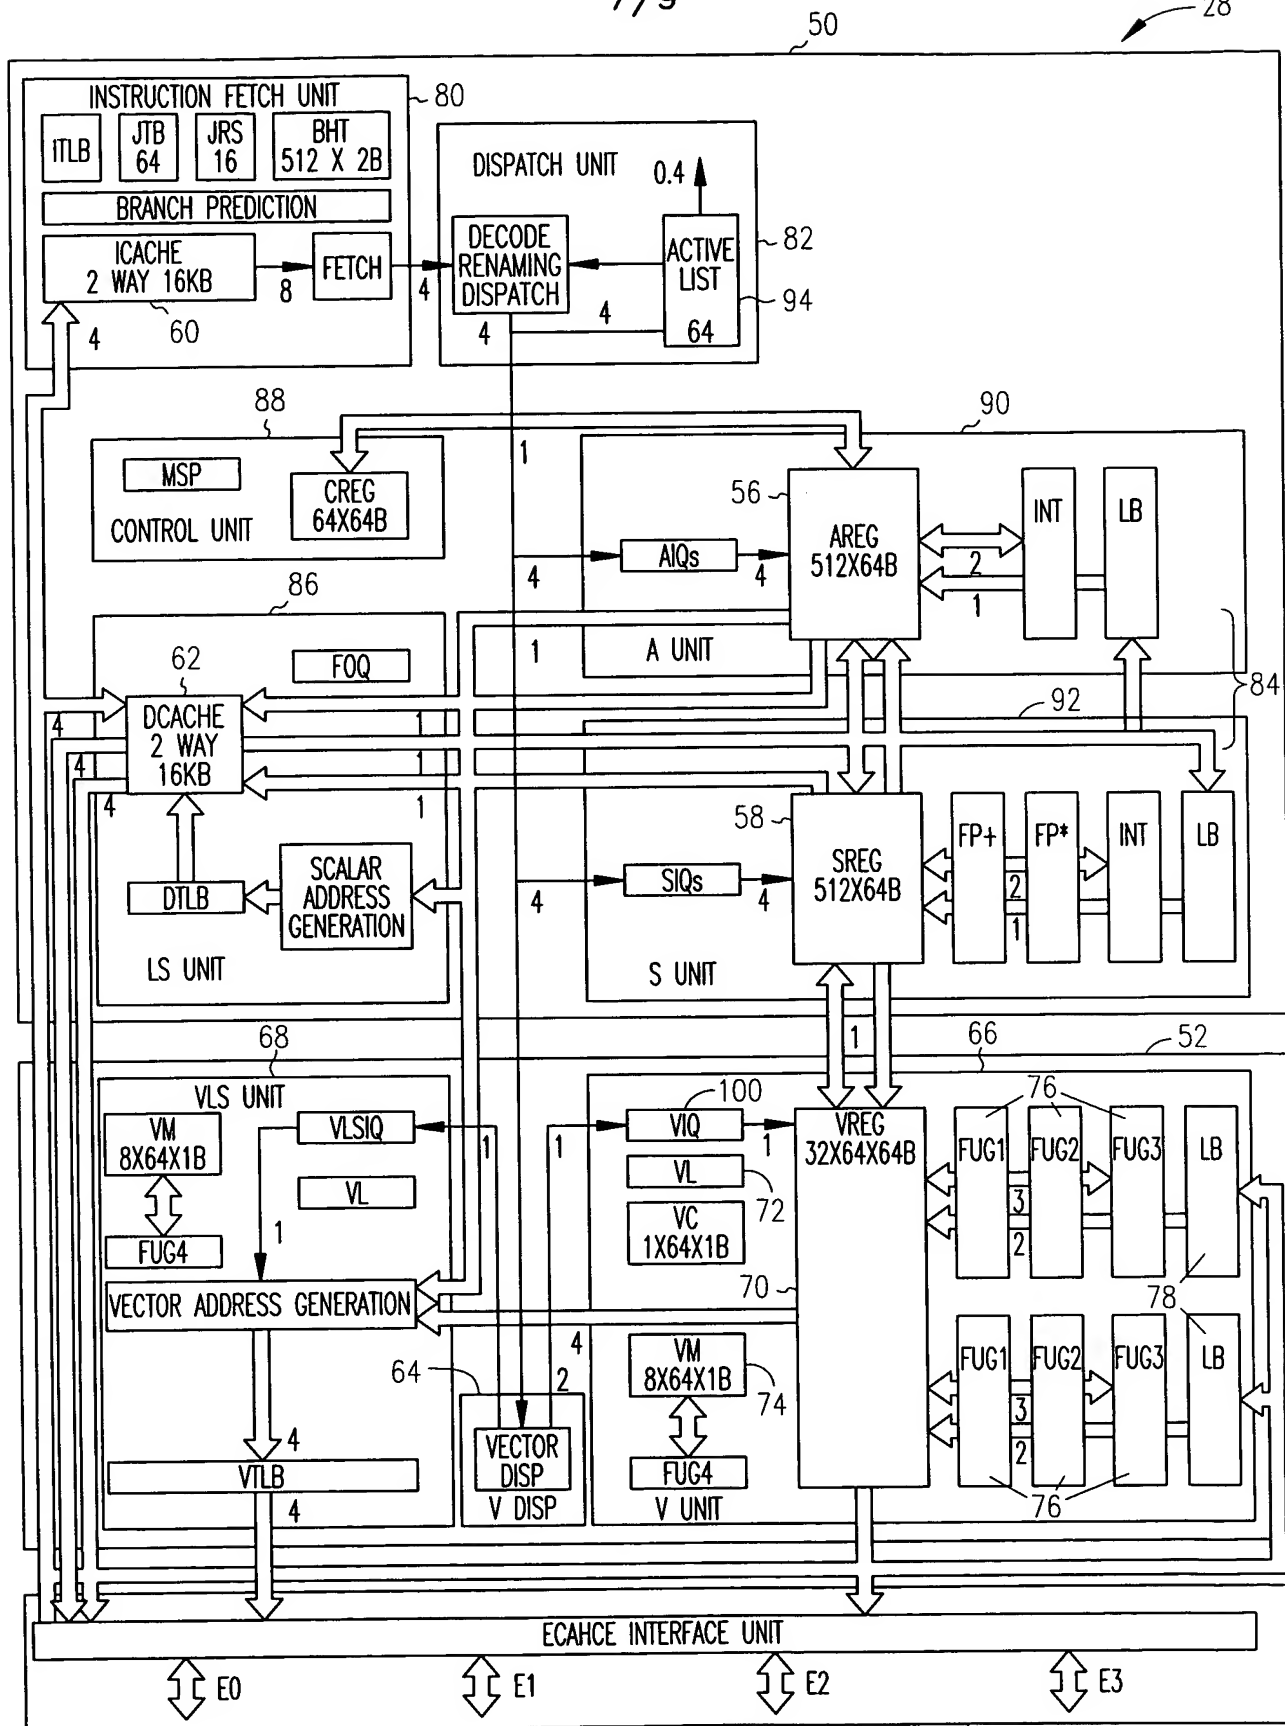 28
50
INSTRUCTION FETCH UNIT
80
ITLB
JTB
64
JRS
16
BHT
512 X 2B
BRANCH PREDICTION
ICACHE
2 WAY 16KB
8
FETCH
4
60
4
DISPATCH UNIT
0.4
82
DECODE
RENAMING
DISPATCH
ACTIVE
LIST
64
94
4
4
88
MSP
CREG
64X64B
CONTROL UNIT
1
90
56
AREG
512X64B
INT
LB
AIQs
4
4
2
1
1
A UNIT
84
86
FOQ
62
DCACHE
2 WAY
16KB
4
4
4
1
1
1
DTLB
SCALAR
ADDRESS
GENERATION
LS UNIT
92
58
SREG
512X64B
FP+
FP*
INT
LB
SIQs
4
4
2
1
S UNIT
1
68
66
52
VLS UNIT
VM
8X64X1B
VLSIQ
1
VL
1
FUG4
VECTOR ADDRESS GENERATION
4
VTLB
4
1
100
VIQ
1
VL
72
VC
1X64X1B
VREG
32X64X64B
70
76
FUG1
FUG2
FUG3
LB
3
2
78
4
64
2
VM
8X64X1B
74
VECTOR
DISP
V DISP
FUG4
V UNIT
FUG1
FUG2
FUG3
LB
3
2
76
ECAHCE INTERFACE UNIT
E0
E1
E2
E3